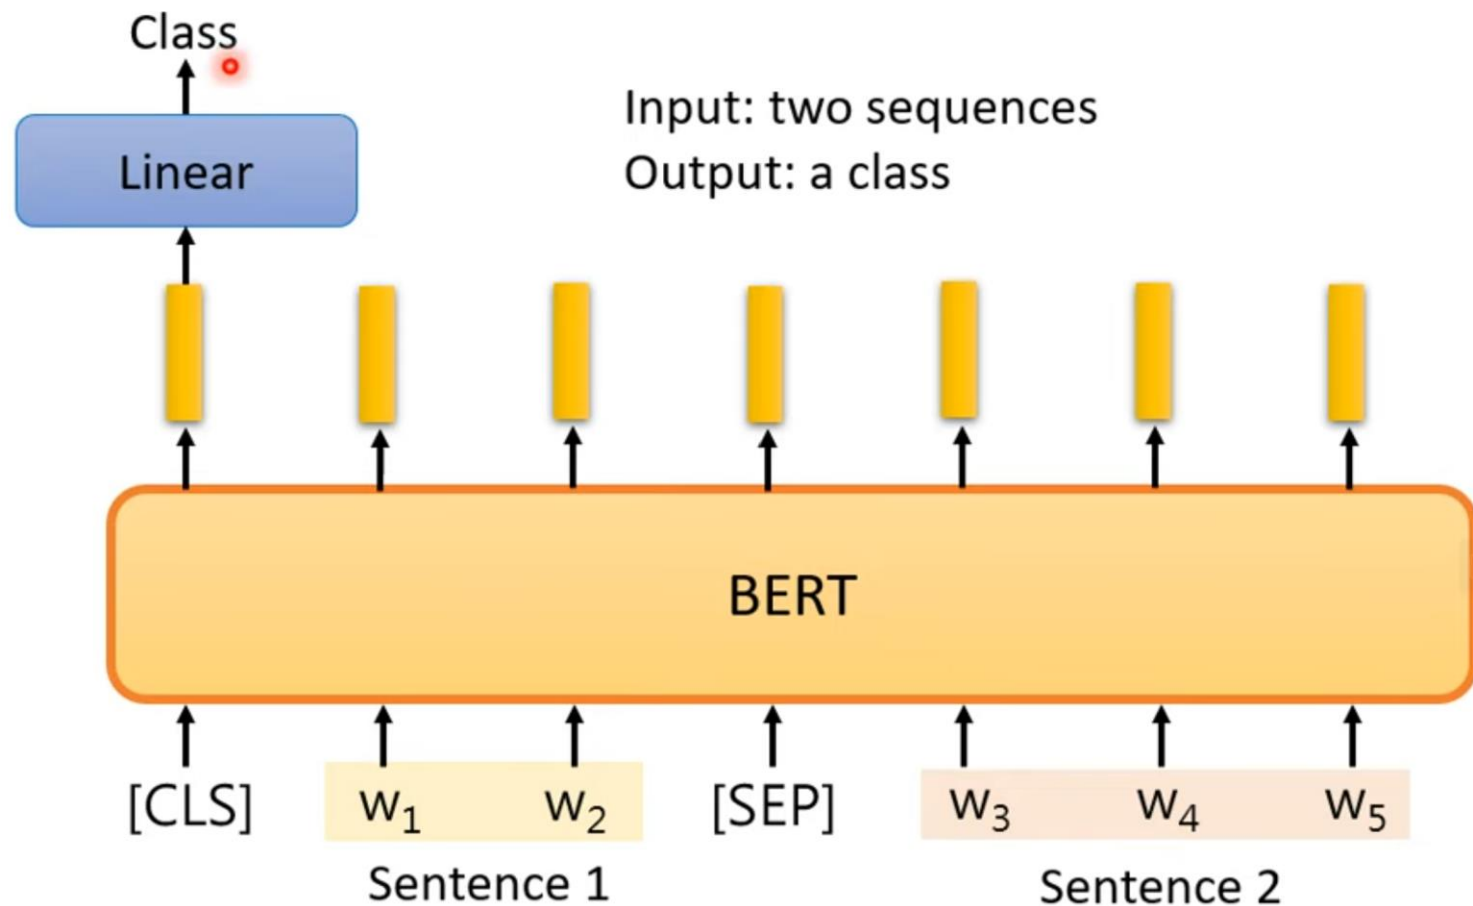 Class
Input: two sequences
Linear
Output: a class
BERT
[CLS] w₁ w₂ [SEP] w₃ w₄ w₅
Sentence 1 Sentence 2